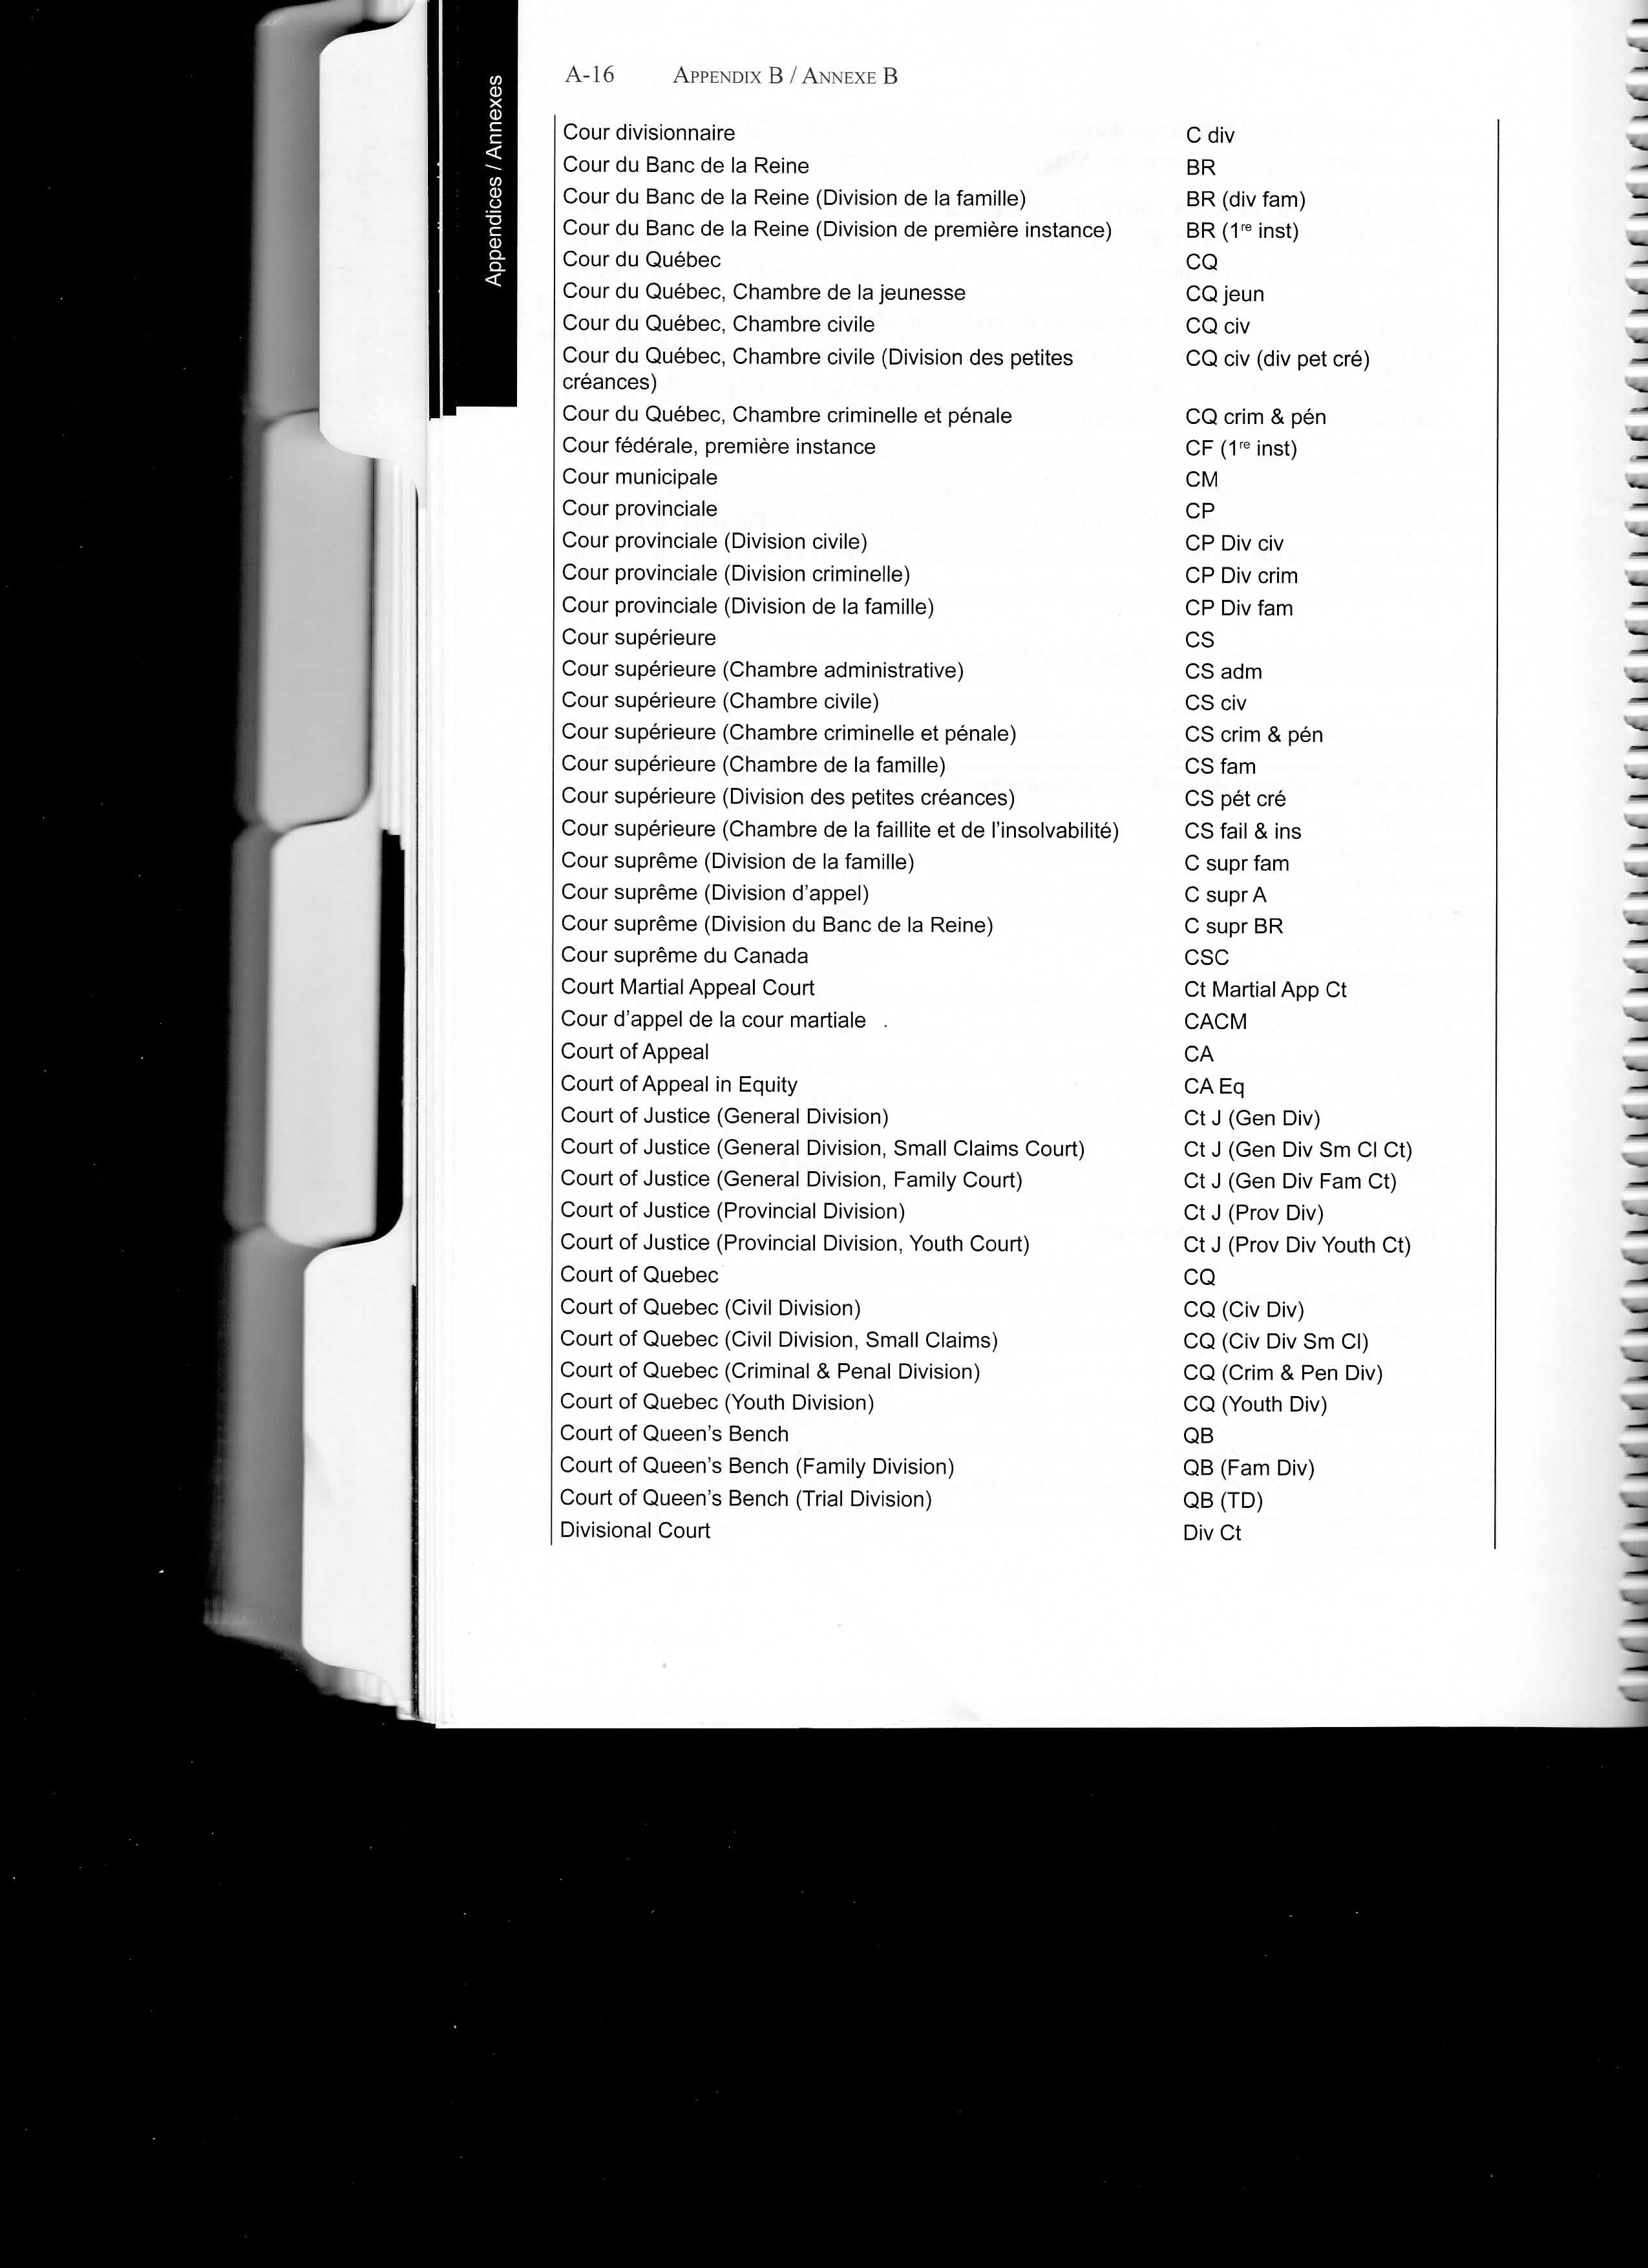 A-16 APPENDIX B / ANNEXE B
Appendices / Annexes
Cour divisionnaire C div
Cour du Banc de la Reine BR
Cour du Banc de la Reine (Division de la famille) BR (div fam)
Cour du Banc de la Reine (Division de première instance) BR (1re inst)
Cour du Québec CQ
Cour du Québec, Chambre de la jeunesse CQ jeun
Cour du Québec, Chambre civile CQ civ
Cour du Québec, Chambre civile (Division des petites CQ civ (div pet cré)
créances)
Cour du Québec, Chambre criminelle et pénale CQ crim & pén
Cour fédérale, première instance CF (1re inst)
Cour municipale CM
Cour provinciale CP
Cour provinciale (Division civile) CP Div civ
Cour provinciale (Division criminelle) CP Div crim
Cour provinciale (Division de la famille) CP Div fam
Cour supérieure CS
Cour supérieure (Chambre administrative) CS adm
Cour supérieure (Chambre civile) CS civ
Cour supérieure (Chambre criminelle et pénale) CS crim & pén
Cour supérieure (Chambre de la famille) CS fam
Cour supérieure (Division des petites créances) CS pét cré
Cour supérieure (Chambre de la faillite et de l'insolvabilité) CS fail & ins
Cour suprême (Division de la famille) C supr fam
Cour suprême (Division d'appel) C supr A
Cour suprême (Division du Banc de la Reine) C supr BR
Cour suprême du Canada CSC
Court Martial Appeal Court Ct Martial App Ct
Cour d'appel de la cour martiale CACM
Court of Appeal CA
Court of Appeal in Equity CA Eq
Court of Justice (General Division) Ct J (Gen Div)
Court of Justice (General Division, Small Claims Court) Ct J (Gen Div Sm Cl Ct)
Court of Justice (General Division, Family Court) Ct J (Gen Div Fam Ct)
Court of Justice (Provincial Division) Ct J (Prov Div)
Court of Justice (Provincial Division, Youth Court) Ct J (Prov Div Youth Ct)
Court of Quebec CQ
Court of Quebec (Civil Division) CQ (Civ Div)
Court of Quebec (Civil Division, Small Claims) CQ (Civ Div Sm Cl)
Court of Quebec (Criminal & Penal Division) CQ (Crim & Pen Div)
Court of Quebec (Youth Division) CQ (Youth Div)
Court of Queen's Bench QB
Court of Queen's Bench (Family Division) QB (Fam Div)
Court of Queen's Bench (Trial Division) QB (TD)
Divisional Court Div Ct